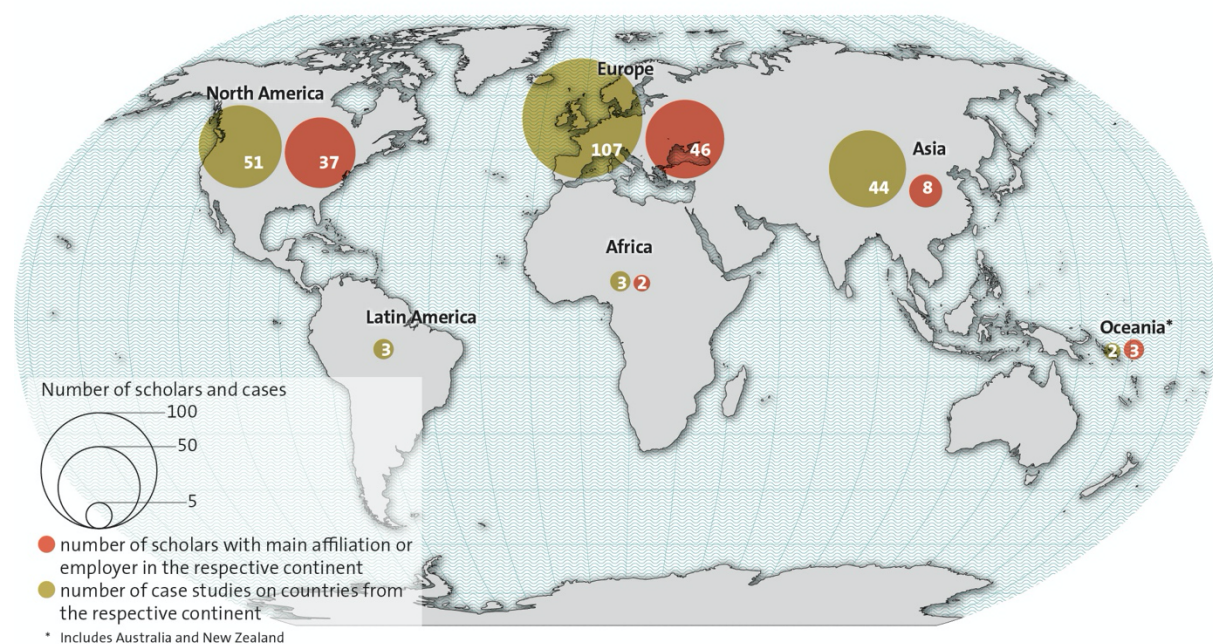 Europe
North America
51
37
107
46
Asia
44
8
Africa
3
2
Latin America
3
Oceania*
2
3
Number of scholars and cases
100
50
5
number of scholars with main affiliation or
employer in the respective continent
number of case studies on countries from
the respective continent
* Includes Australia and New Zealand